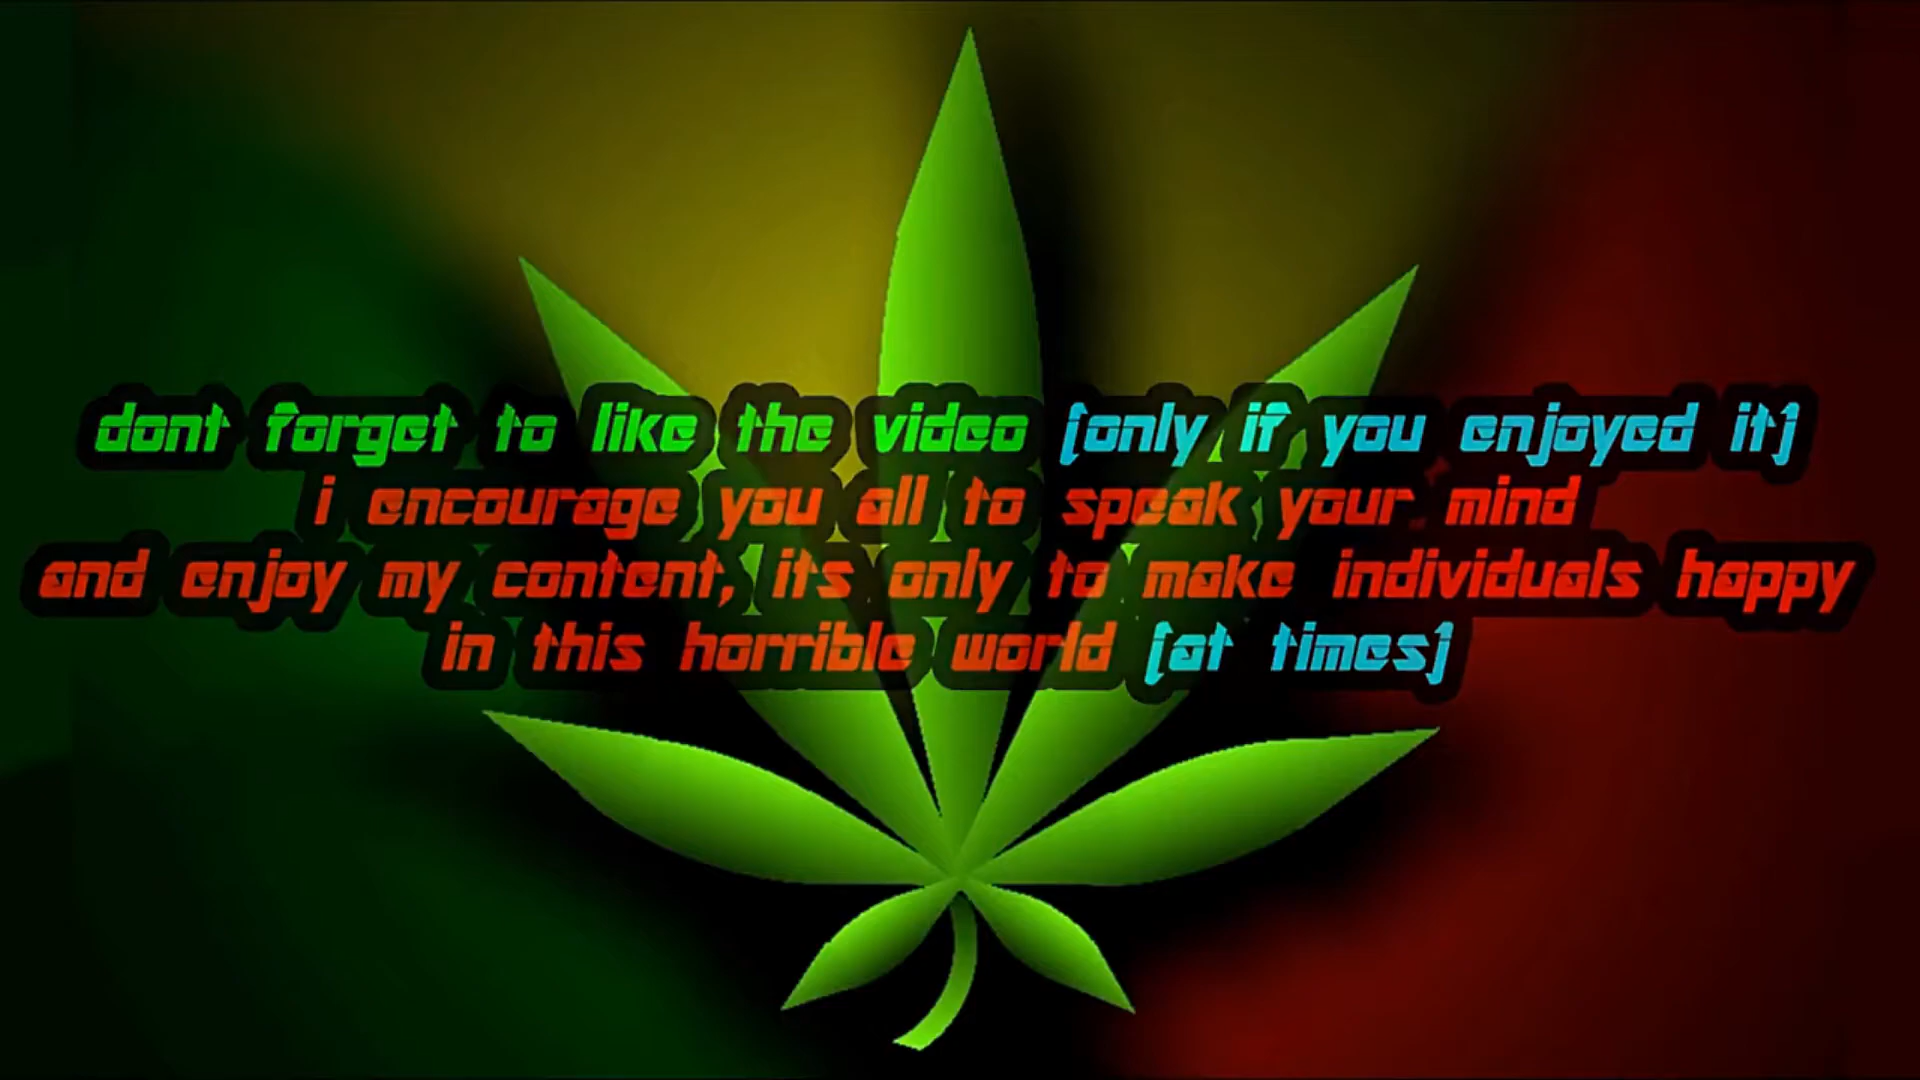 dont forget to like the video (only if you enjoyed it)
i encourage you all to speak your mind
and enjoy my content, its only to make individuals happy
in this horrible world (at times)